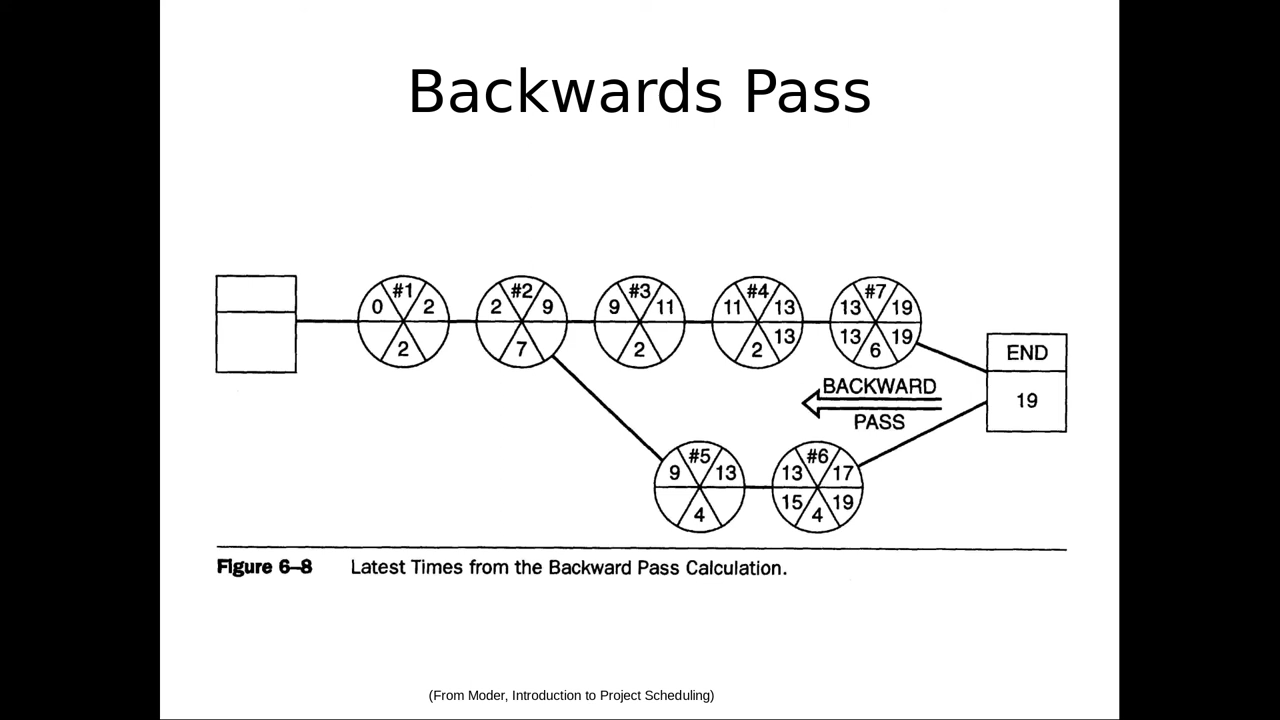 Backwards Pass
#1 #2 #3 #4 #7
0 2 2 9 9 11 11 13 13 19
13 13 19
2 7 2 2 6
END
19
BACKWARD
PASS
#5 #6
9 13 13 17
15 19
4 4
Figure 6–8 Latest Times from the Backward Pass Calculation.
(From Moder, Introduction to Project Scheduling)